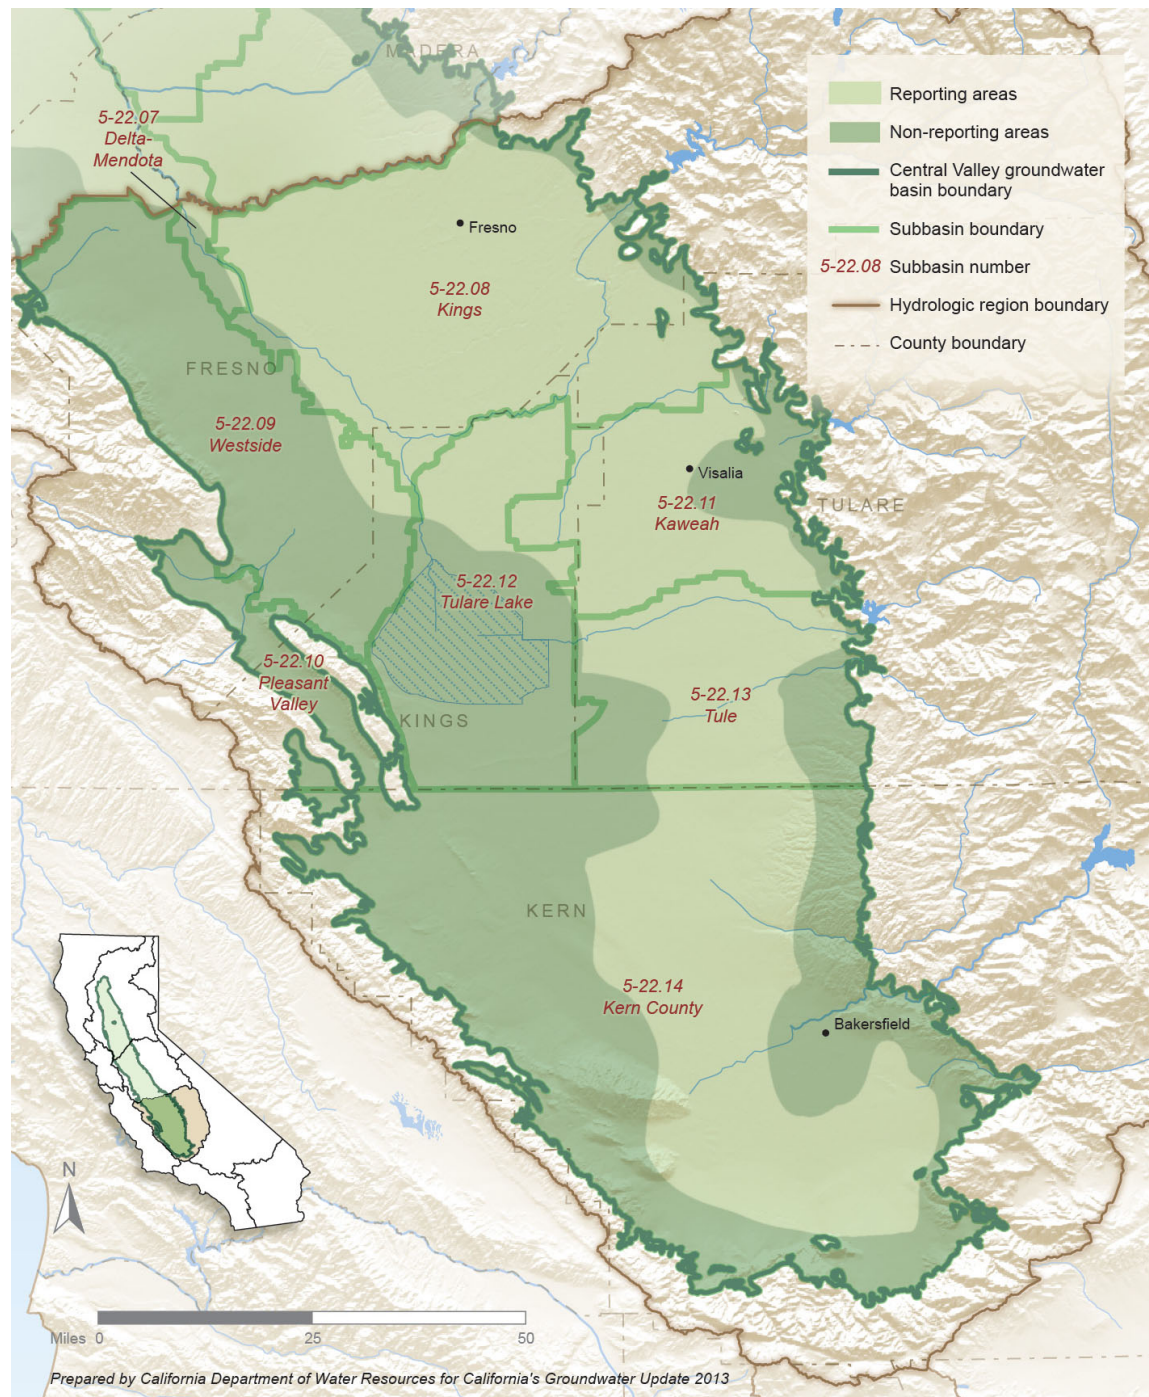 MADERA
5-22.07
Delta-
Mendota
Reporting areas
Non-reporting areas
Central Valley groundwater
basin boundary
Subbasin boundary
5-22.08 Subbasin number
Hydrologic region boundary
County boundary
Fresno
5-22.08
Kings
FRESNO
5-22.09
Westside
Visalia
5-22.11
Kaweah
TULARE
5-22.12
Tulare Lake
5-22.10
Pleasant
Valley
KINGS
5-22.13
Tule
KERN
5-22.14
Kern County
Bakersfield
N
Miles 0 25 50
Prepared by California Department of Water Resources for California's Groundwater Update 2013